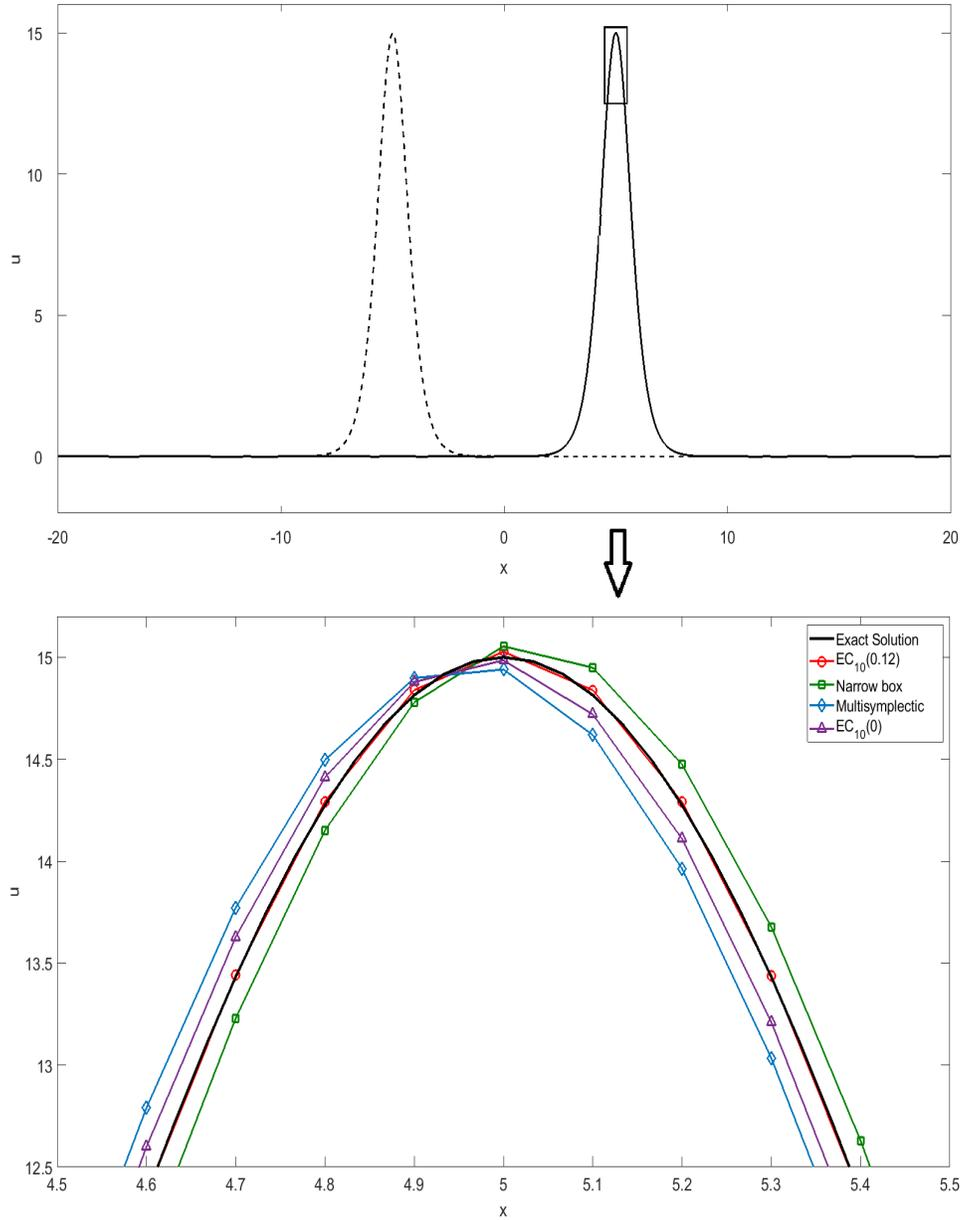 15
10
5
0
u
-20 -10 0 10 20
x
Exact Solution
EC10(0.12)
Narrow box
Multisymplectic
EC10(0)
15
14.5
14
13.5
13
12.5
u
4.5 4.6 4.7 4.8 4.9 5 5.1 5.2 5.3 5.4 5.5
x